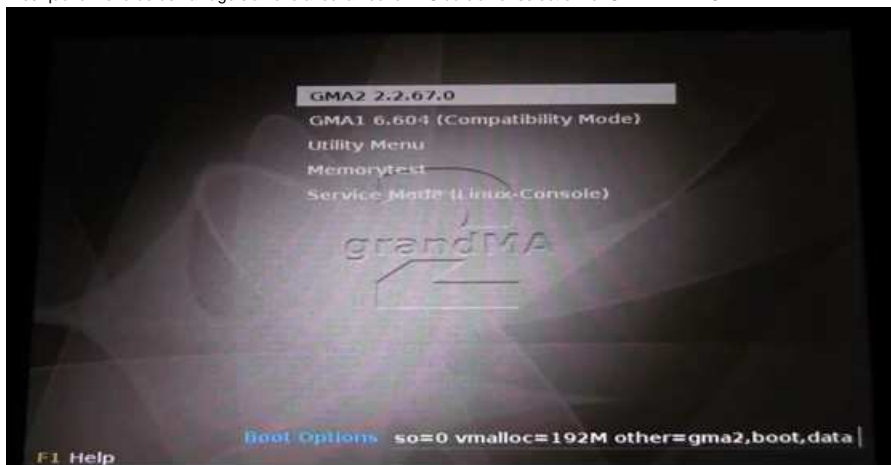 GMA2 2.2.67.0
GMA1 6.604 (Compatibility Mode)
Utility Menu
Memorytest
Service Mode (Linux-Console)
grandMA
2
Boot Options so=0 vmalloc=192M other=gma2,boot,data
F1 Help